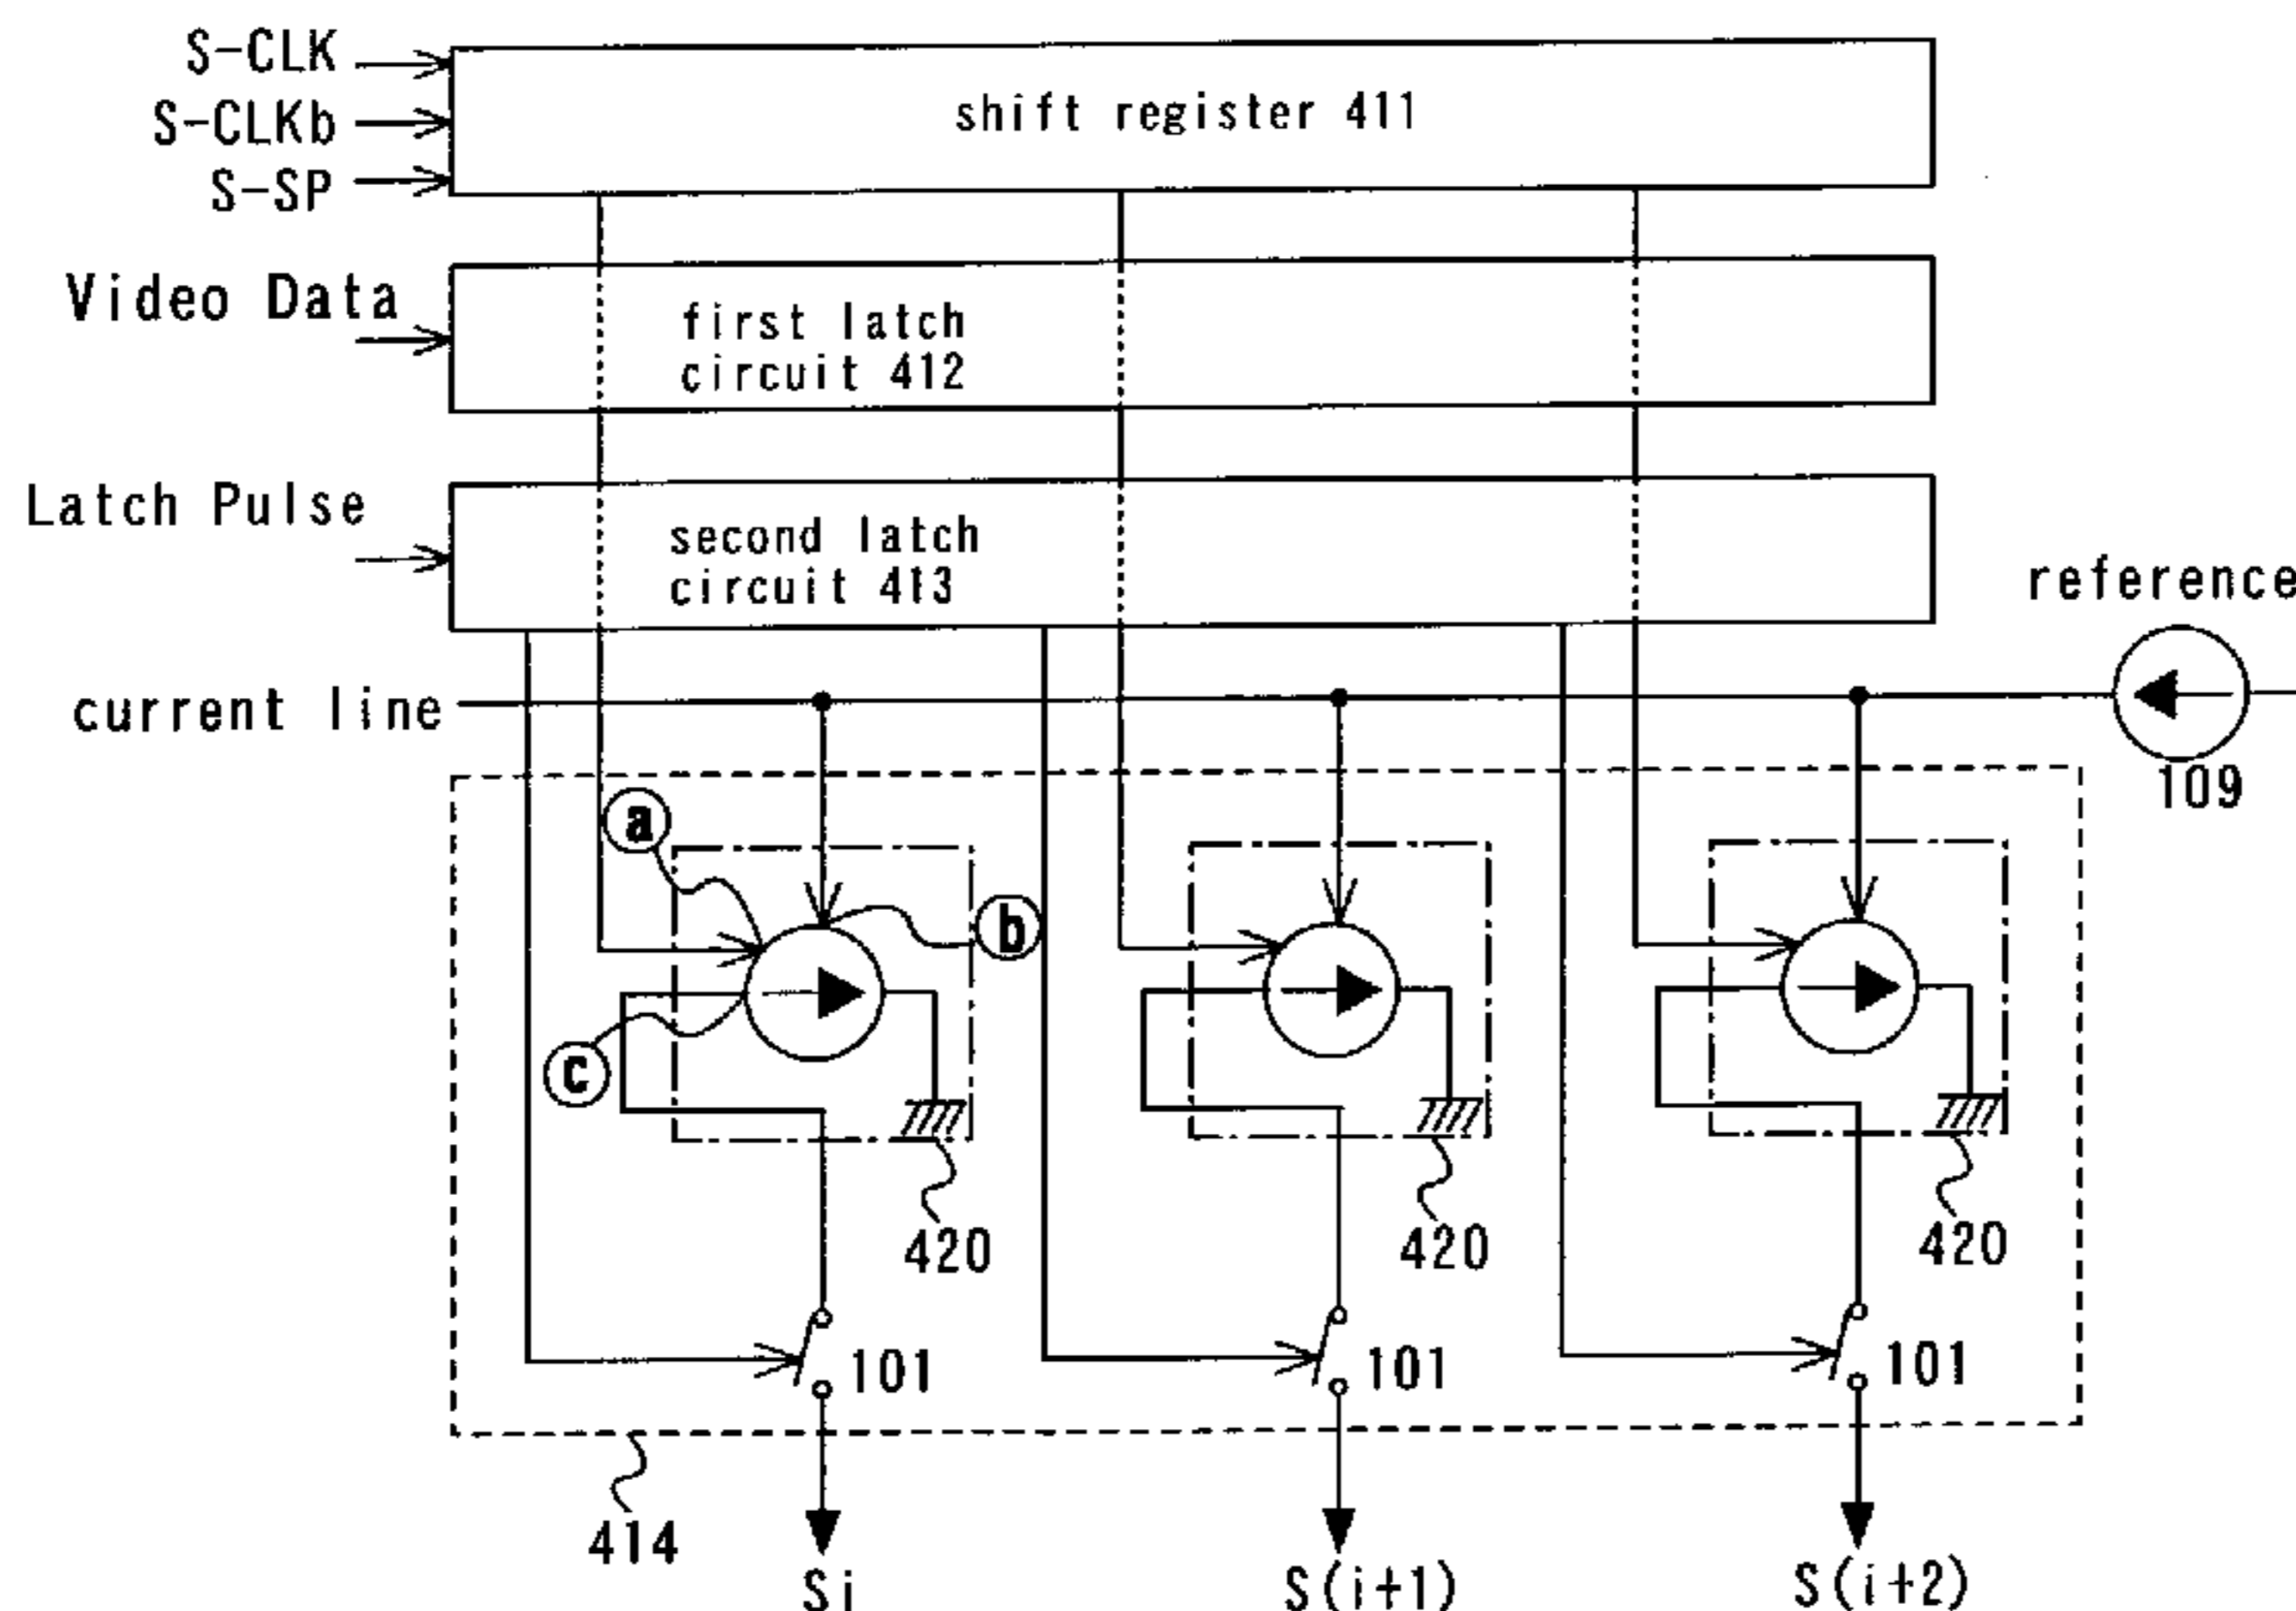 S-CLK
S-CLKb
S-SP
shift register 411
Video Data
first latch
circuit 412
Latch Pulse
second latch
circuit 413
reference
current line
109
a
b
c
420
420
420
101
101
101
414
Si
S(i+1)
S(i+2)